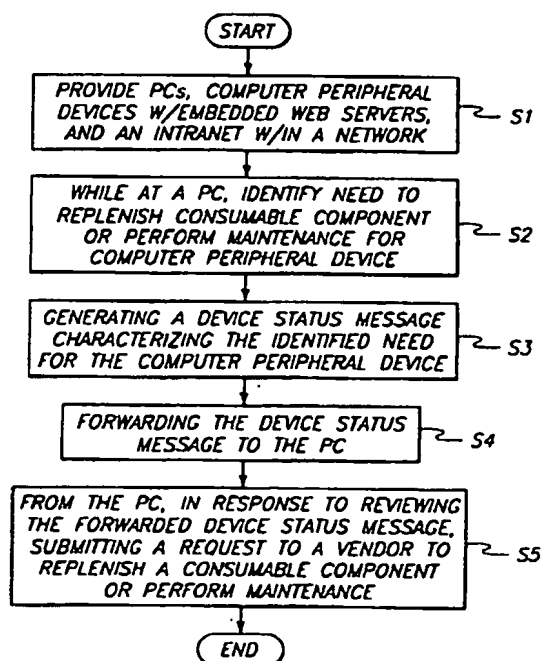 START
PROVIDE PCs, COMPUTER PERIPHERAL
DEVICES W/EMBEDDED WEB SERVERS,
AND AN INTRANET W/IN A NETWORK
S1
WHILE AT A PC, IDENTIFY NEED TO
REPLENISH CONSUMABLE COMPONENT
OR PERFORM MAINTENANCE FOR
COMPUTER PERIPHERAL DEVICE
S2
GENERATING A DEVICE STATUS MESSAGE
CHARACTERIZING THE IDENTIFIED NEED
FOR THE COMPUTER PERIPHERAL DEVICE
S3
FORWARDING THE DEVICE STATUS
MESSAGE TO THE PC
S4
FROM THE PC, IN RESPONSE TO REVIEWING
THE FORWARDED DEVICE STATUS MESSAGE,
SUBMITTING A REQUEST TO A VENDOR TO
REPLENISH A CONSUMABLE COMPONENT
OR PERFORM MAINTENANCE
S5
END